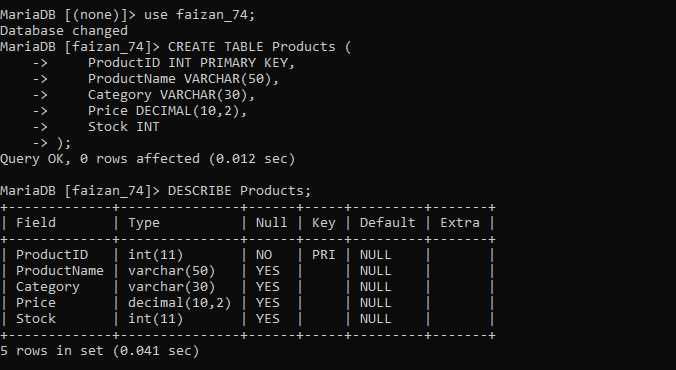 MariaDB [(none)]> use faizan_74;
Database changed
MariaDB [faizan_74]> CREATE TABLE Products (
    ->     ProductID INT PRIMARY KEY,
    ->     ProductName VARCHAR(50),
    ->     Category VARCHAR(30),
    ->     Price DECIMAL(10,2),
    ->     Stock INT
    -> );
Query OK, 0 rows affected (0.012 sec)

MariaDB [faizan_74]> DESCRIBE Products;
+-------------+---------------+------+-----+---------+-------+
| Field       | Type          | Null | Key | Default | Extra |
+-------------+---------------+------+-----+---------+-------+
| ProductID   | int(11)       | NO   | PRI | NULL    |       |
| ProductName | varchar(50)   | YES  |     | NULL    |       |
| Category    | varchar(30)   | YES  |     | NULL    |       |
| Price       | decimal(10,2) | YES  |     | NULL    |       |
| Stock       | int(11)       | YES  |     | NULL    |       |
+-------------+---------------+------+-----+---------+-------+
5 rows in set (0.041 sec)